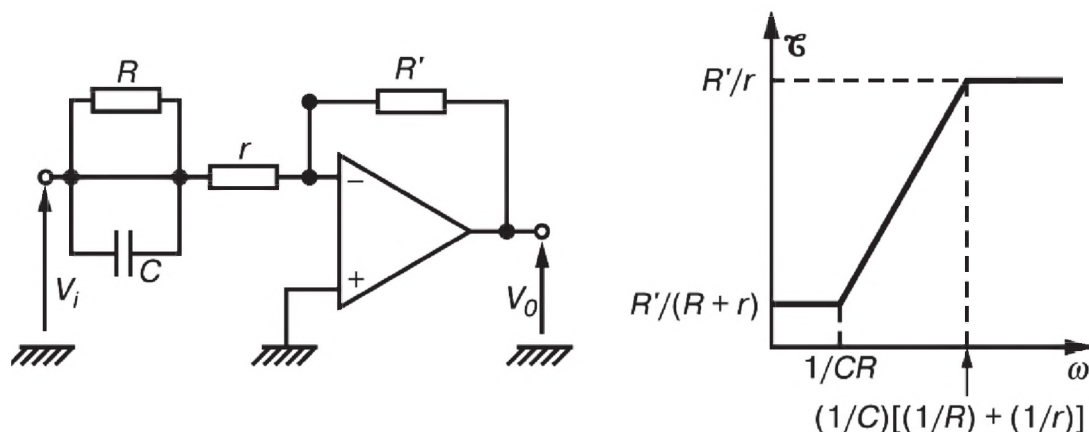 R
R'
r
−
+
C
V_i
V_0
𝕮
R'/r
R'/(R + r)
1/CR
ω
(1/C)[(1/R) + (1/r)]